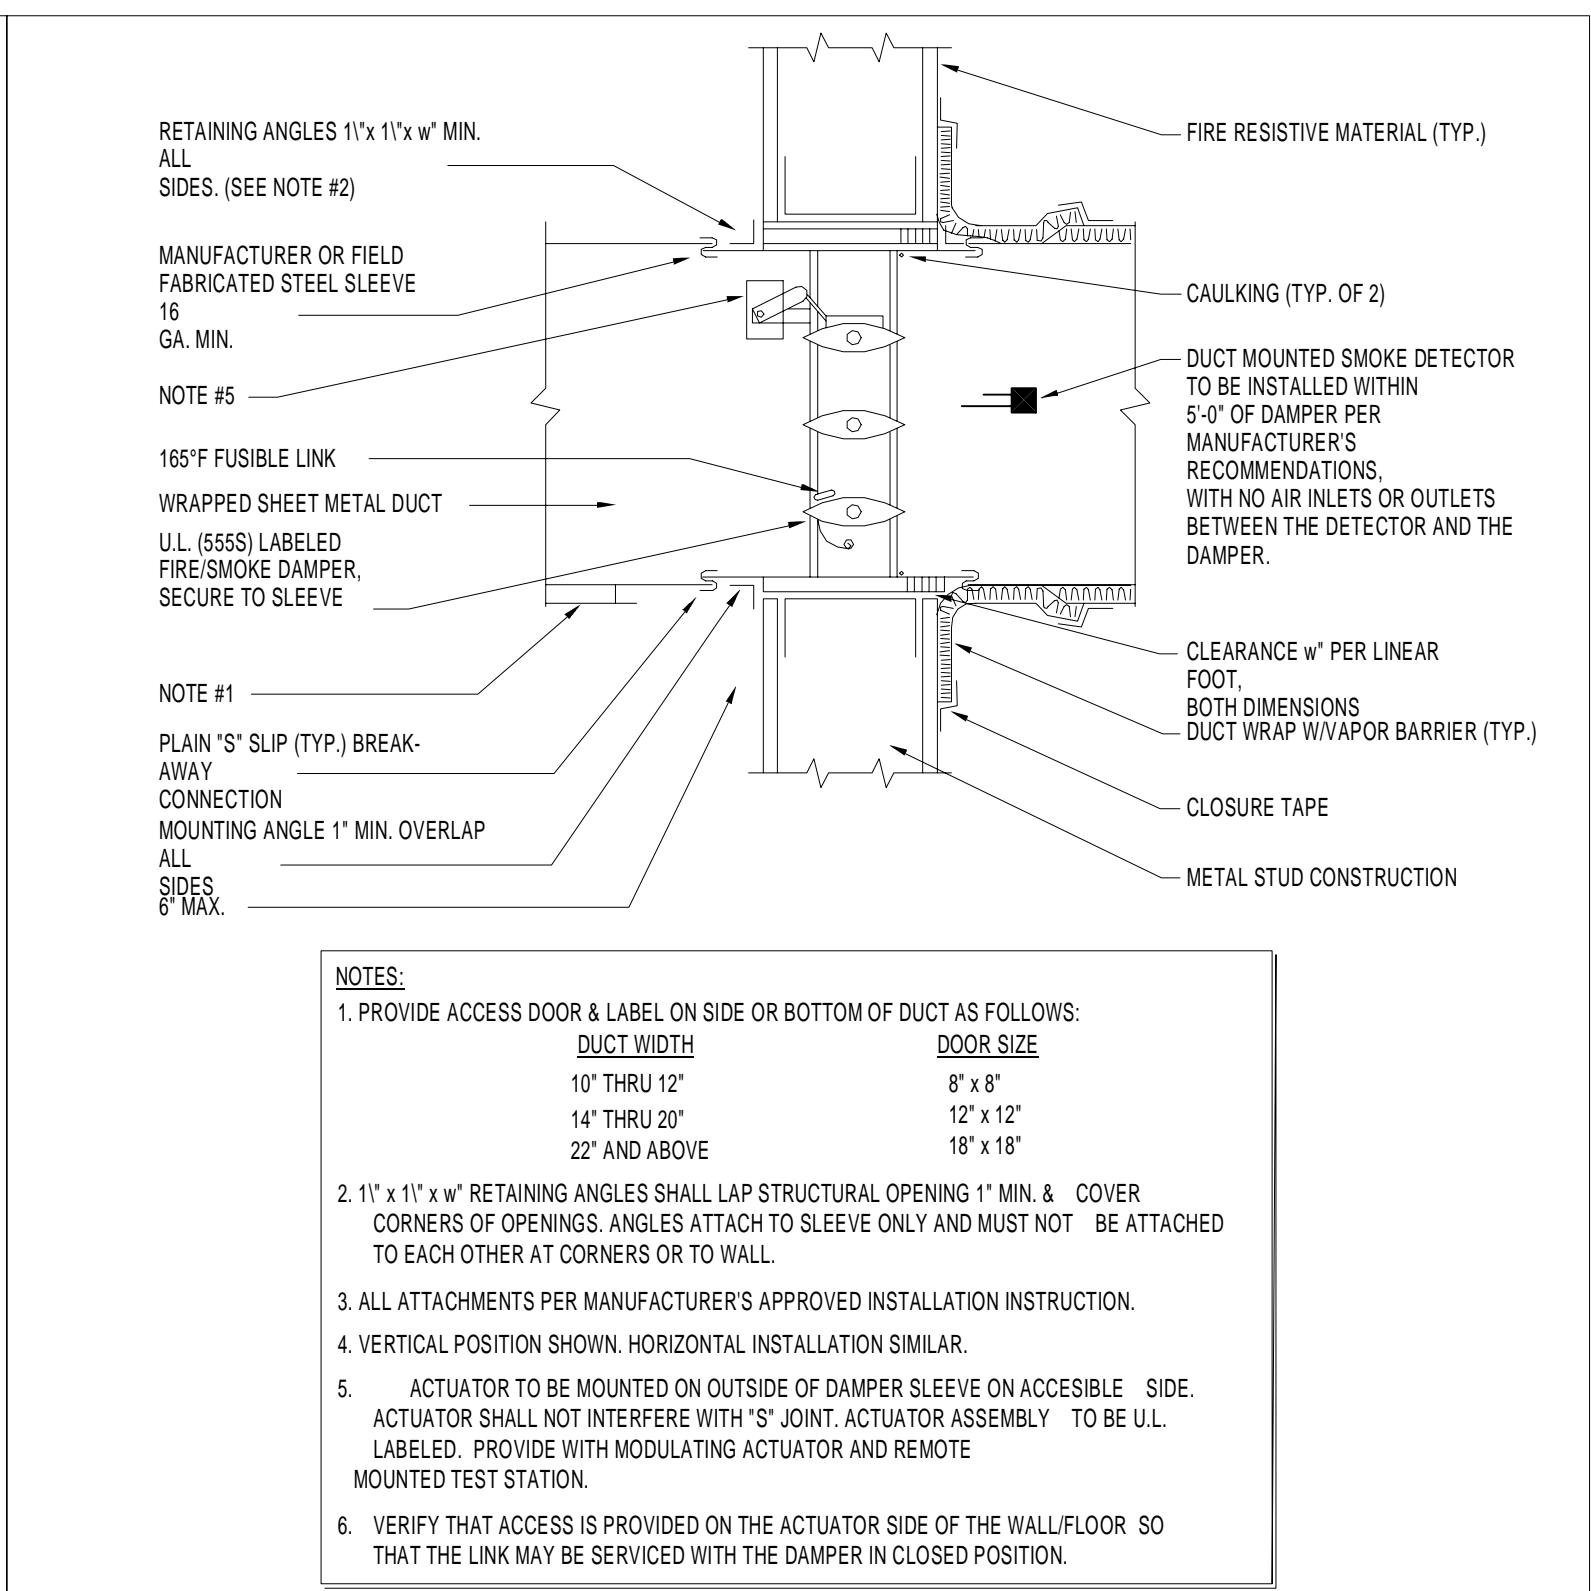 RETAINING ANGLES 1\"x 1\"x w" MIN.
ALL
SIDES. (SEE NOTE #2)
MANUFACTURER OR FIELD
FABRICATED STEEL SLEEVE
16
GA. MIN.
NOTE #5
165°F FUSIBLE LINK
WRAPPED SHEET METAL DUCT
U.L. (555S) LABELED
FIRE/SMOKE DAMPER,
SECURE TO SLEEVE
NOTE #1
PLAIN "S" SLIP (TYP.) BREAK-
AWAY
CONNECTION
MOUNTING ANGLE 1" MIN. OVERLAP
ALL
SIDES
6" MAX.
FIRE RESISTIVE MATERIAL (TYP.)
CAULKING (TYP. OF 2)
DUCT MOUNTED SMOKE DETECTOR
TO BE INSTALLED WITHIN
5'-0" OF DAMPER PER
MANUFACTURER'S
RECOMMENDATIONS,
WITH NO AIR INLETS OR OUTLETS
BETWEEN THE DETECTOR AND THE
DAMPER.
CLEARANCE w" PER LINEAR
FOOT,
BOTH DIMENSIONS
DUCT WRAP W/VAPOR BARRIER (TYP.)
CLOSURE TAPE
METAL STUD CONSTRUCTION
NOTES:
1. PROVIDE ACCESS DOOR & LABEL ON SIDE OR BOTTOM OF DUCT AS FOLLOWS:
DUCT WIDTH DOOR SIZE
10" THRU 12" 8" x 8"
14" THRU 20" 12" x 12"
22" AND ABOVE 18" x 18"
2. 1\" x 1\" x w" RETAINING ANGLES SHALL LAP STRUCTURAL OPENING 1" MIN. & COVER
CORNERS OF OPENINGS. ANGLES ATTACH TO SLEEVE ONLY AND MUST NOT BE ATTACHED
TO EACH OTHER AT CORNERS OR TO WALL.
3. ALL ATTACHMENTS PER MANUFACTURER'S APPROVED INSTALLATION INSTRUCTION.
4. VERTICAL POSITION SHOWN. HORIZONTAL INSTALLATION SIMILAR.
5. ACTUATOR TO BE MOUNTED ON OUTSIDE OF DAMPER SLEEVE ON ACCESIBLE SIDE.
ACTUATOR SHALL NOT INTERFERE WITH "S" JOINT. ACTUATOR ASSEMBLY TO BE U.L.
LABELED. PROVIDE WITH MODULATING ACTUATOR AND REMOTE
MOUNTED TEST STATION.
6. VERIFY THAT ACCESS IS PROVIDED ON THE ACTUATOR SIDE OF THE WALL/FLOOR SO
THAT THE LINK MAY BE SERVICED WITH THE DAMPER IN CLOSED POSITION.